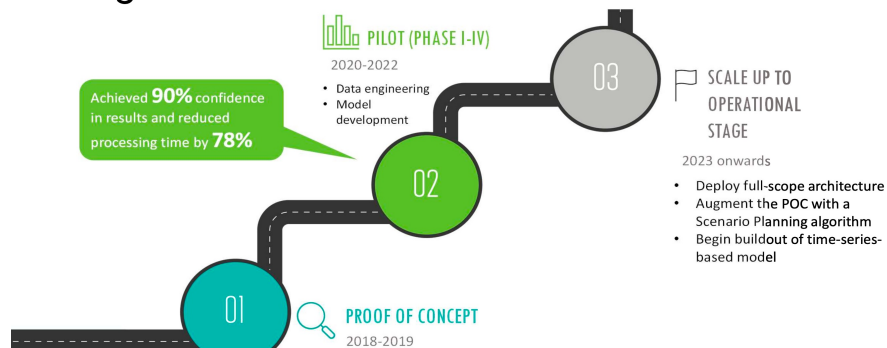 PILOT (PHASE I-IV)
2020-2022
• Data engineering
• Model
development
Achieved 90% confidence
in results and reduced
processing time by 78%
03
SCALE UP TO
OPERATIONAL
STAGE
2023 onwards
• Deploy full-scope architecture
• Augment the POC with a
Scenario Planning algorithm
• Begin buildout of time-series-
based model
02
01
PROOF OF CONCEPT
2018-2019